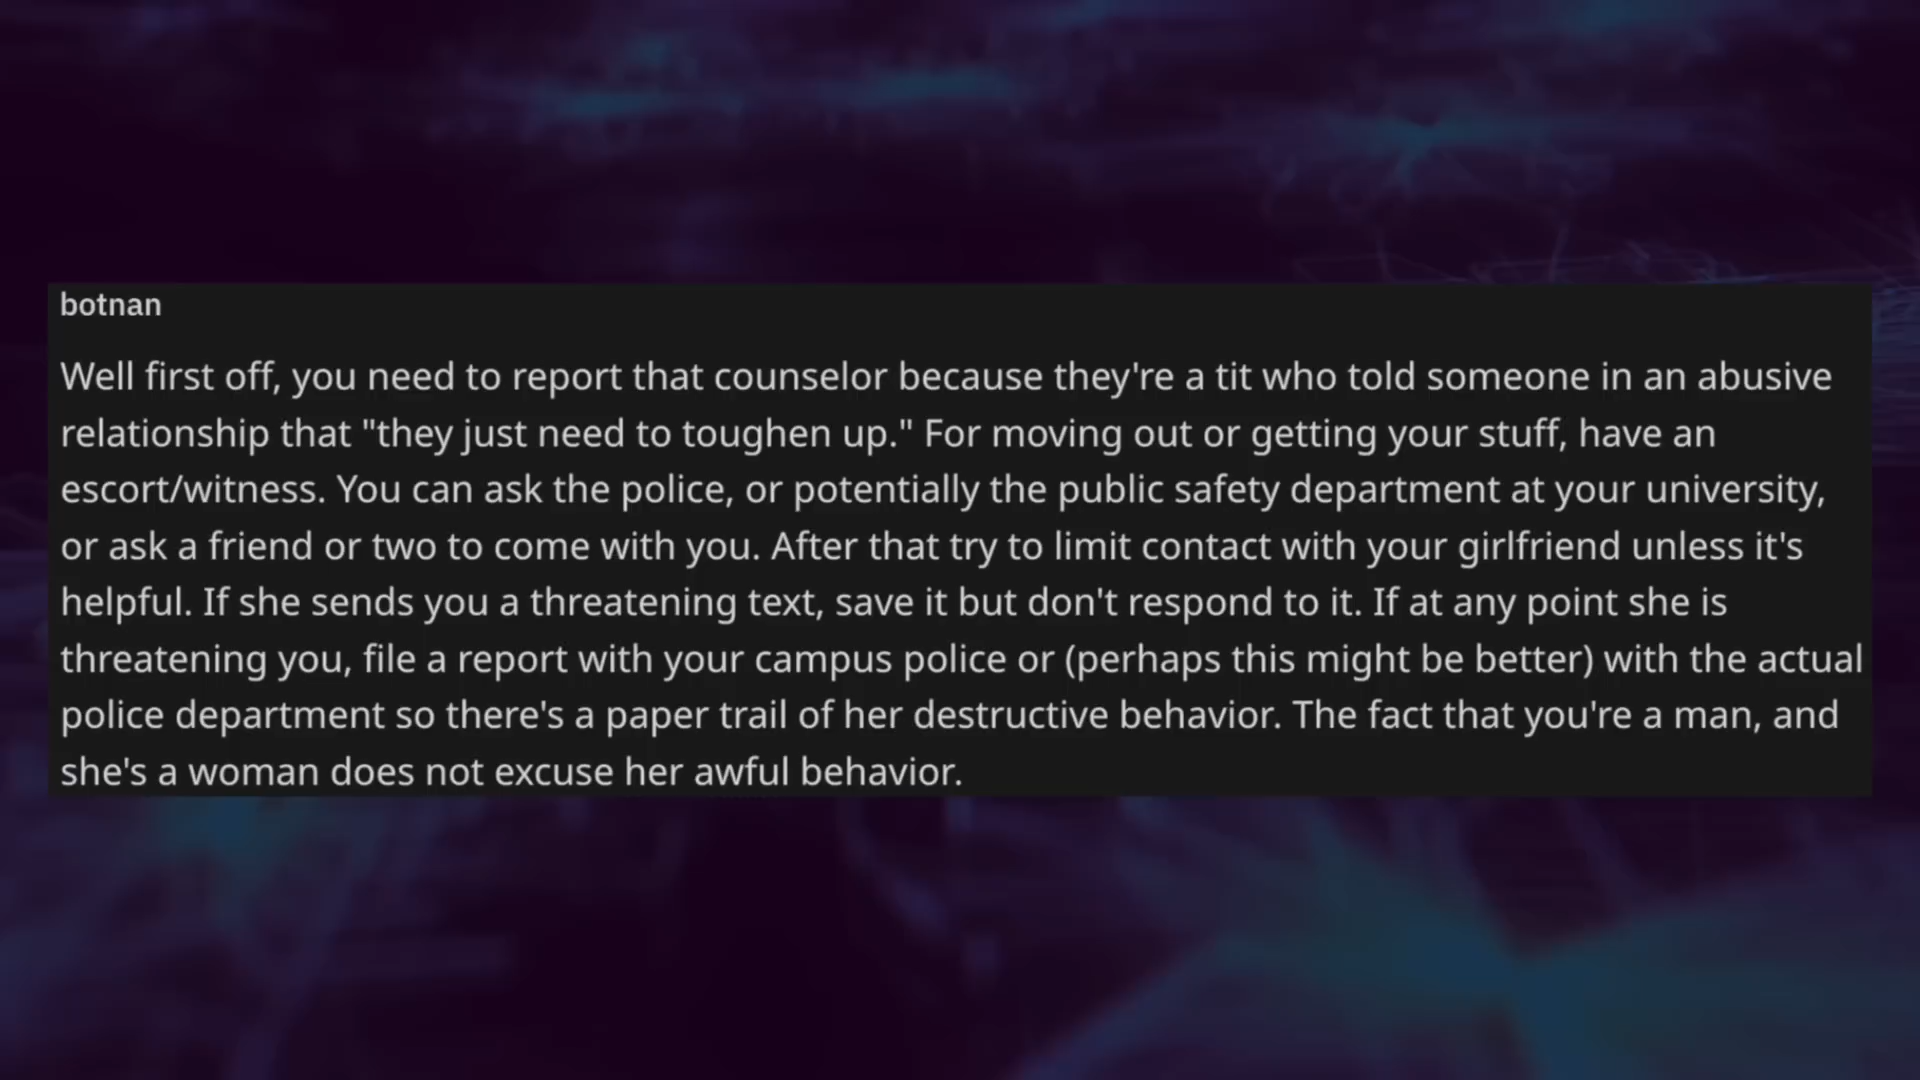 botnan
Well first off, you need to report that counselor because they're a tit who told someone in an abusive
relationship that "they just need to toughen up." For moving out or getting your stuff, have an
escort/witness. You can ask the police, or potentially the public safety department at your university,
or ask a friend or two to come with you. After that try to limit contact with your girlfriend unless it's
helpful. If she sends you a threatening text, save it but don't respond to it. If at any point she is
threatening you, file a report with your campus police or (perhaps this might be better) with the actual
police department so there's a paper trail of her destructive behavior. The fact that you're a man, and
she's a woman does not excuse her awful behavior.